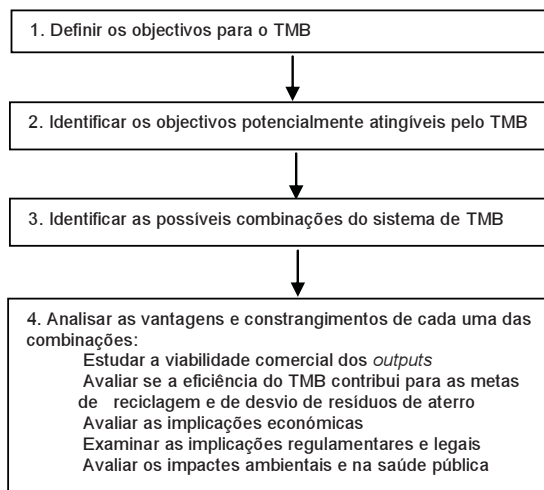 1. Definir os objectivos para o TMB
2. Identificar os objectivos potencialmente atingíveis pelo TMB
3. Identificar as possíveis combinações do sistema de TMB
4. Analisar as vantagens e constrangimentos de cada uma das
combinações:
Estudar a viabilidade comercial dos outputs
Avaliar se a eficiência do TMB contribui para as metas
de reciclagem e de desvio de resíduos de aterro
Avaliar as implicações económicas
Examinar as implicações regulamentares e legais
Avaliar os impactes ambientais e na saúde pública